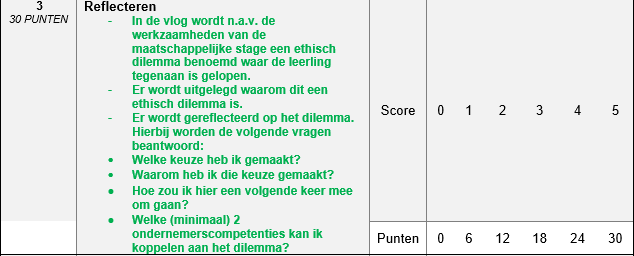 3
30 PUNTEN
Reflecteren
- In de vlog wordt n.a.v. de
werkzaamheden van de
maatschappelijke stage een ethisch
dilemma benoemd waar de leerling
tegenaan is gelopen.
- Er wordt uitgelegd waarom dit een
ethisch dilemma is.
- Er wordt gereflecteerd op het dilemma.
Hierbij worden de volgende vragen
beantwoord:
• Welke keuze heb ik gemaakt?
• Waarom heb ik die keuze gemaakt?
• Hoe zou ik hier een volgende keer mee
om gaan?
• Welke (minimaal) 2
ondernemerscompetenties kan ik
koppelen aan het dilemma?
Score 0 1 2 3 4 5
Punten 0 6 12 18 24 30